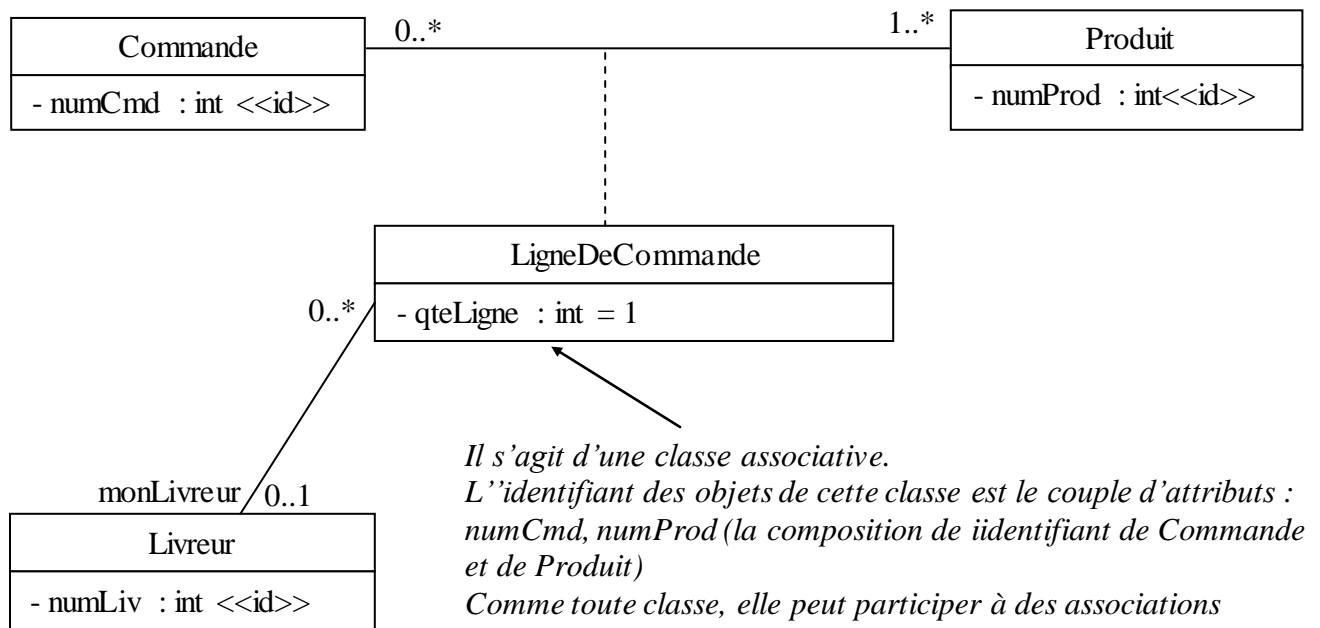 Commande
0..*
1..*
Produit
- numCmd : int <<id>>
- numProd : int<<id>>
LigneDeCommande
0..*
- qteLigne : int = 1
Il s’agit d’une classe associative.
L’’identifiant des objets de cette classe est le couple d’attributs :
numCmd, numProd (la composition de iidentifiant de Commande
et de Produit)
Comme toute classe, elle peut participer à des associations
monLivreur
0..1
Livreur
- numLiv : int <<id>>